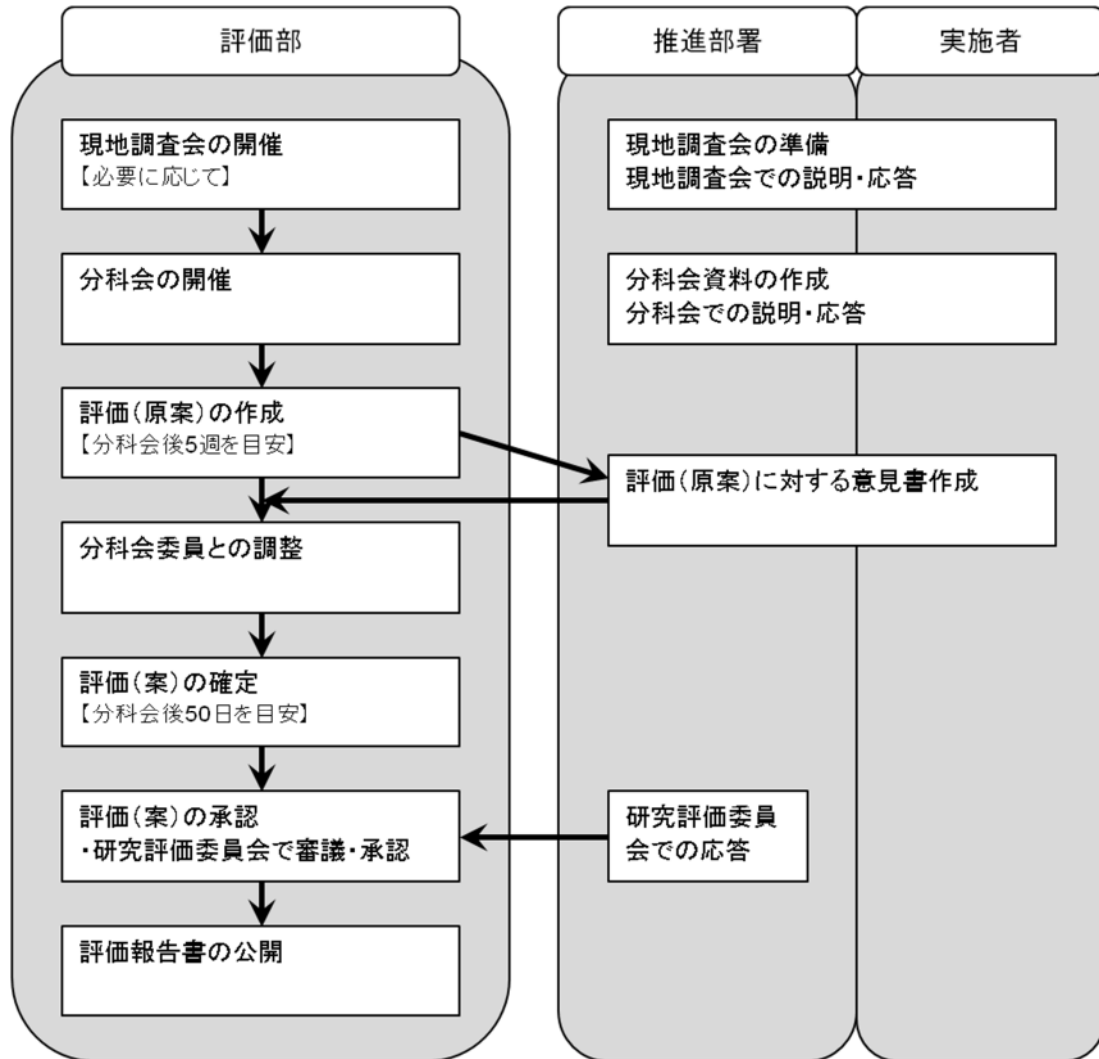 評価部
推進部署
実施者
現地調査会の開催
【必要に応じて】
現地調査会の準備
現地調査会での説明・応答
分科会の開催
分科会資料の作成
分科会での説明・応答
評価(原案)の作成
【分科会後5週を目安】
評価(原案)に対する意見書作成
分科会委員との調整
評価(案)の確定
【分科会後50日を目安】
評価(案)の承認
・研究評価委員会で審議・承認
研究評価委員
会での応答
評価報告書の公開